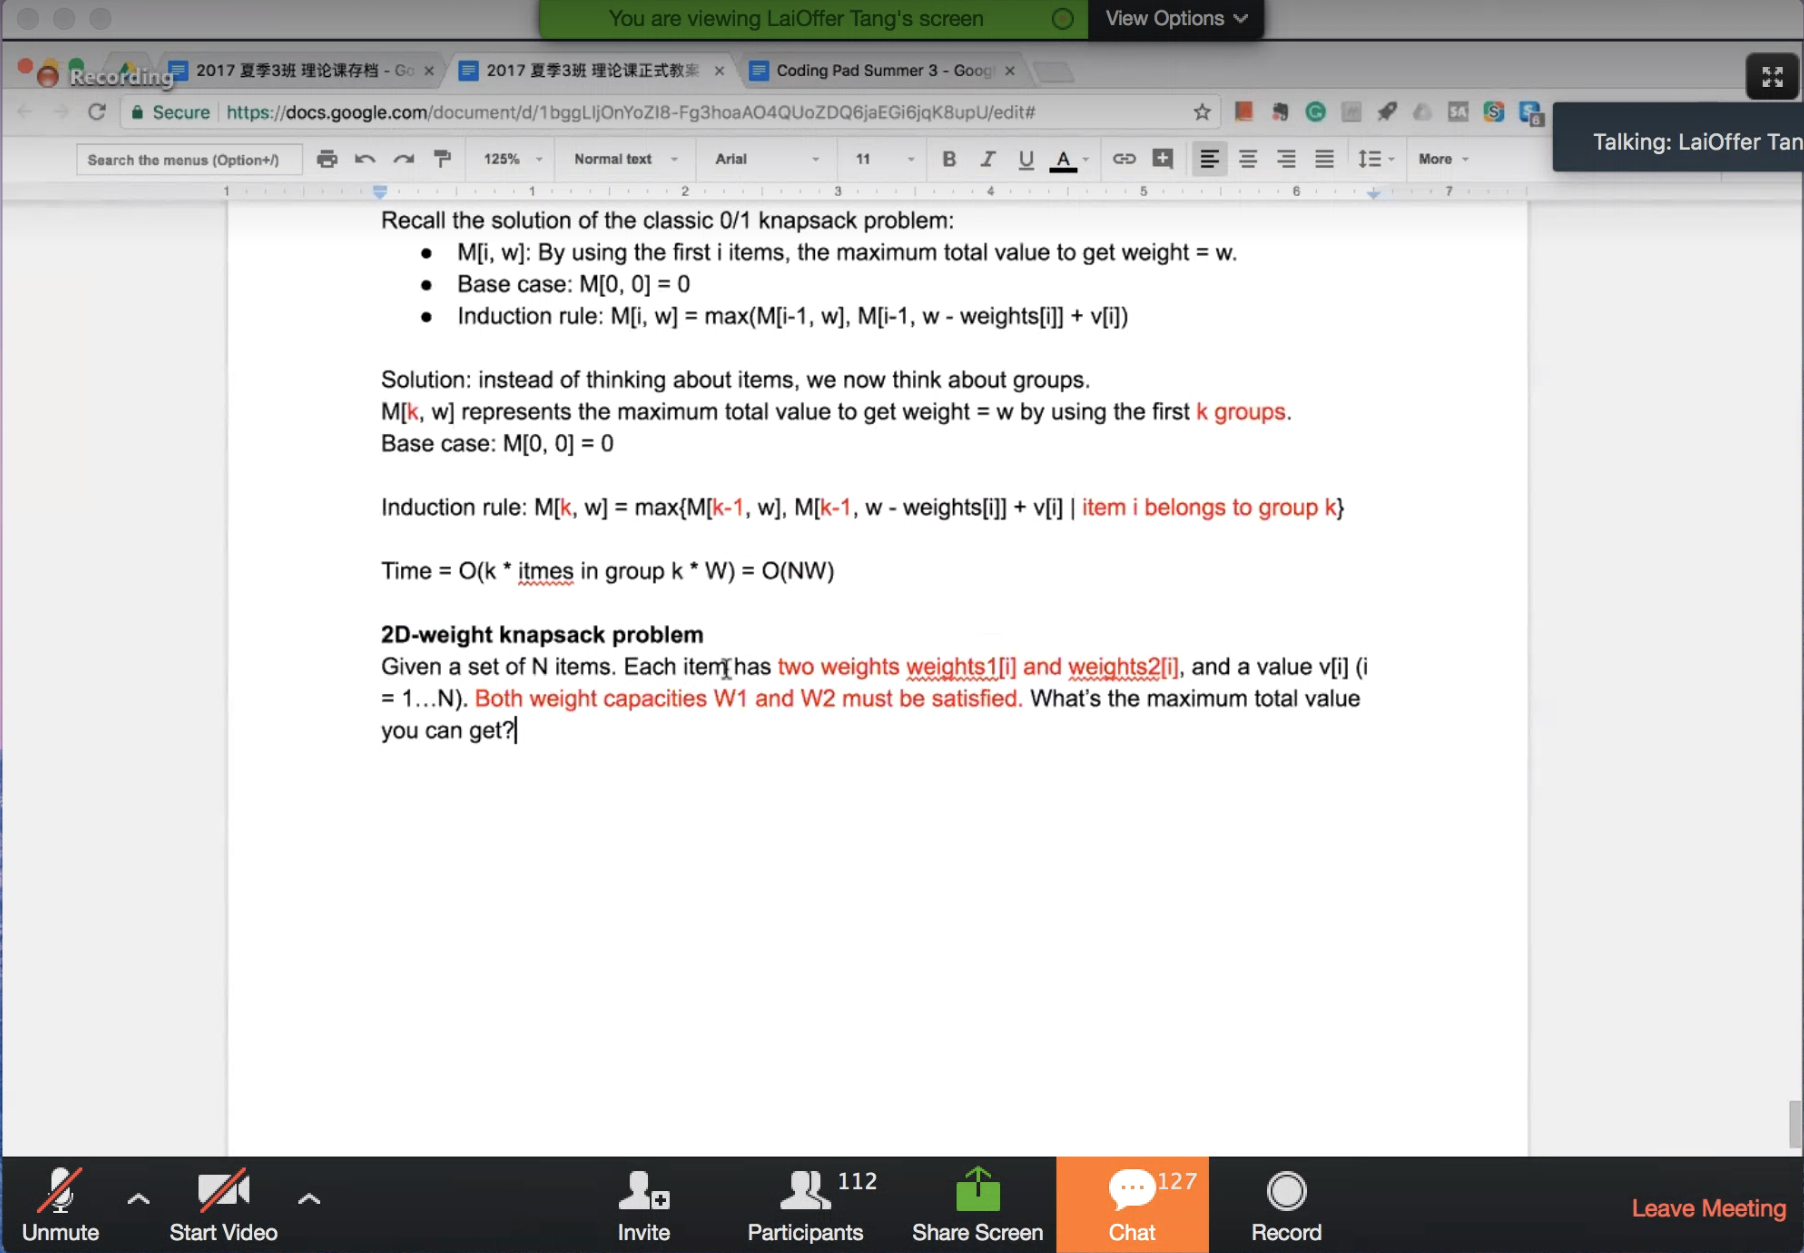 You are viewing LaiOffer Tang's screen
View Options
Recording
2017 夏季3班 理论课存档 - Go
2017 夏季3班 理论课正式教案
Coding Pad Summer 3 - Goog
Secure
https://docs.google.com/document/d/1bggLIjOnYoZI8-Fg3hoaAO4QUoZDQ6jaEGi6jqK8upU/edit#
Talking: LaiOffer Tan
Search the menus (Option+/)
125%
Normal text
Arial
11
B I U A
More
1 1 2 3 4 5 6 7
Recall the solution of the classic 0/1 knapsack problem:
● M[i, w]: By using the first i items, the maximum total value to get weight = w.
● Base case: M[0, 0] = 0
● Induction rule: M[i, w] = max(M[i-1, w], M[i-1, w - weights[i]] + v[i])
Solution: instead of thinking about items, we now think about groups.
M[k, w] represents the maximum total value to get weight = w by using the first k groups.
Base case: M[0, 0] = 0
Induction rule: M[k, w] = max{M[k-1, w], M[k-1, w - weights[i]] + v[i] | item i belongs to group k}
Time = O(k * itmes in group k * W) = O(NW)
2D-weight knapsack problem
Given a set of N items. Each item has two weights weights1[i] and weights2[i], and a value v[i] (i
= 1…N). Both weight capacities W1 and W2 must be satisfied. What's the maximum total value
you can get?
Unmute
Start Video
Invite
112
Participants
Share Screen
127
Chat
Record
Leave Meeting